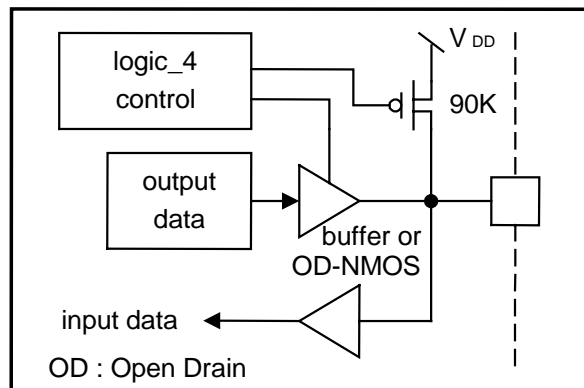 logic_4
control
V DD
90K
output
data
buffer or
OD-NMOS
input data
OD : Open Drain